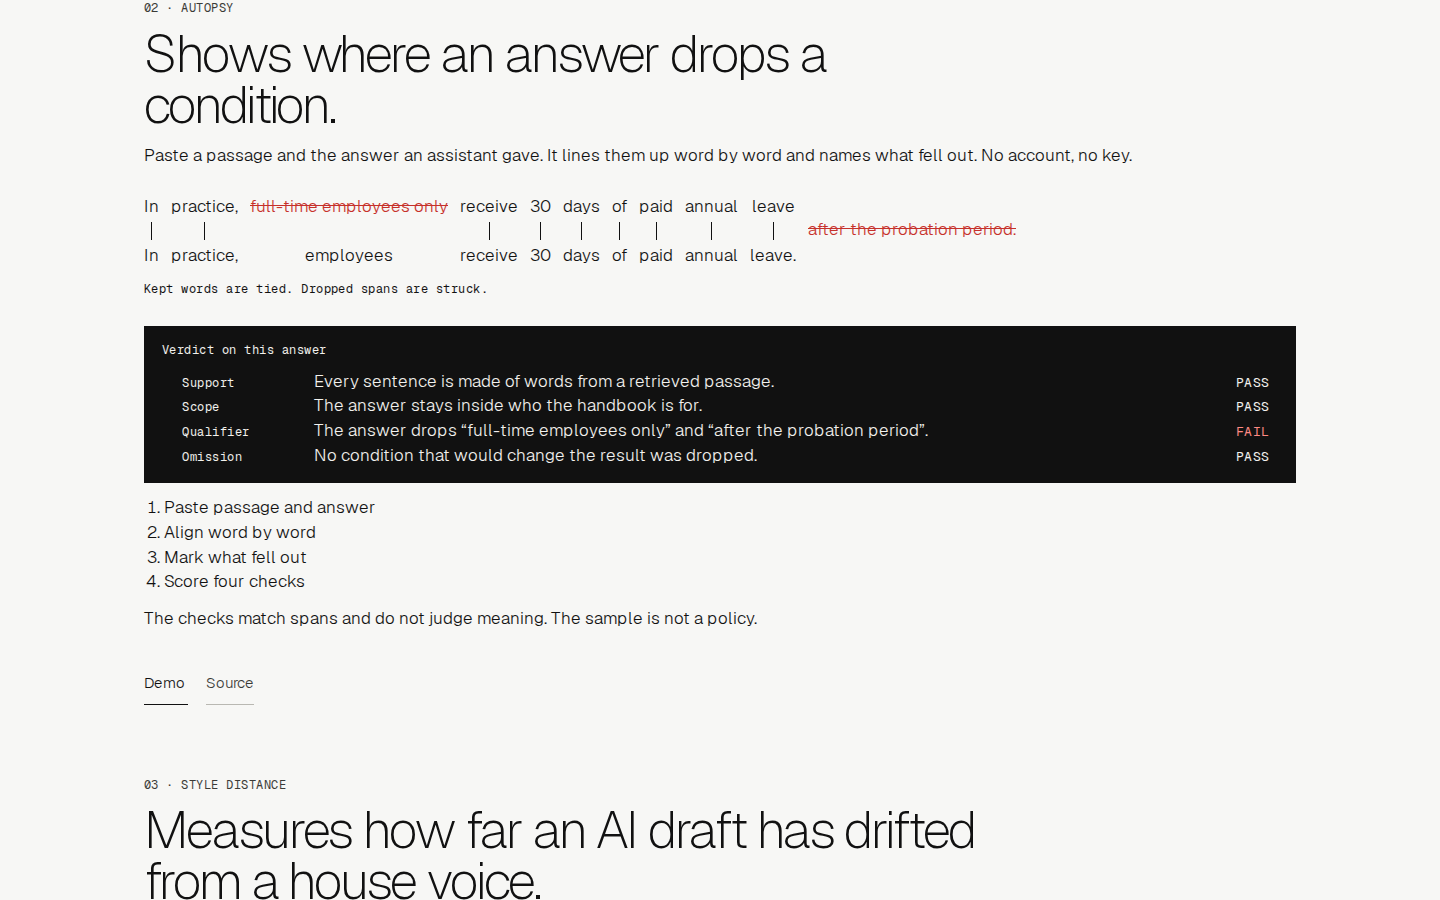 02 · AUTOPSY
Shows where an answer drops a
condition.
Paste a passage and the answer an assistant gave. It lines them up word by word and names what fell out. No account, no key.
In practice, full-time employees only receive 30 days of paid annual leave
after the probation period.
In practice, employees receive 30 days of paid annual leave.
Kept words are tied. Dropped spans are struck.
Verdict on this answer
Support Every sentence is made of words from a retrieved passage. PASS
Scope The answer stays inside who the handbook is for. PASS
Qualifier The answer drops “full-time employees only” and “after the probation period”. FAIL
Omission No condition that would change the result was dropped. PASS
1. Paste passage and answer
2. Align word by word
3. Mark what fell out
4. Score four checks
The checks match spans and do not judge meaning. The sample is not a policy.
Demo Source
03 · STYLE DISTANCE
Measures how far an AI draft has drifted
from a house voice.